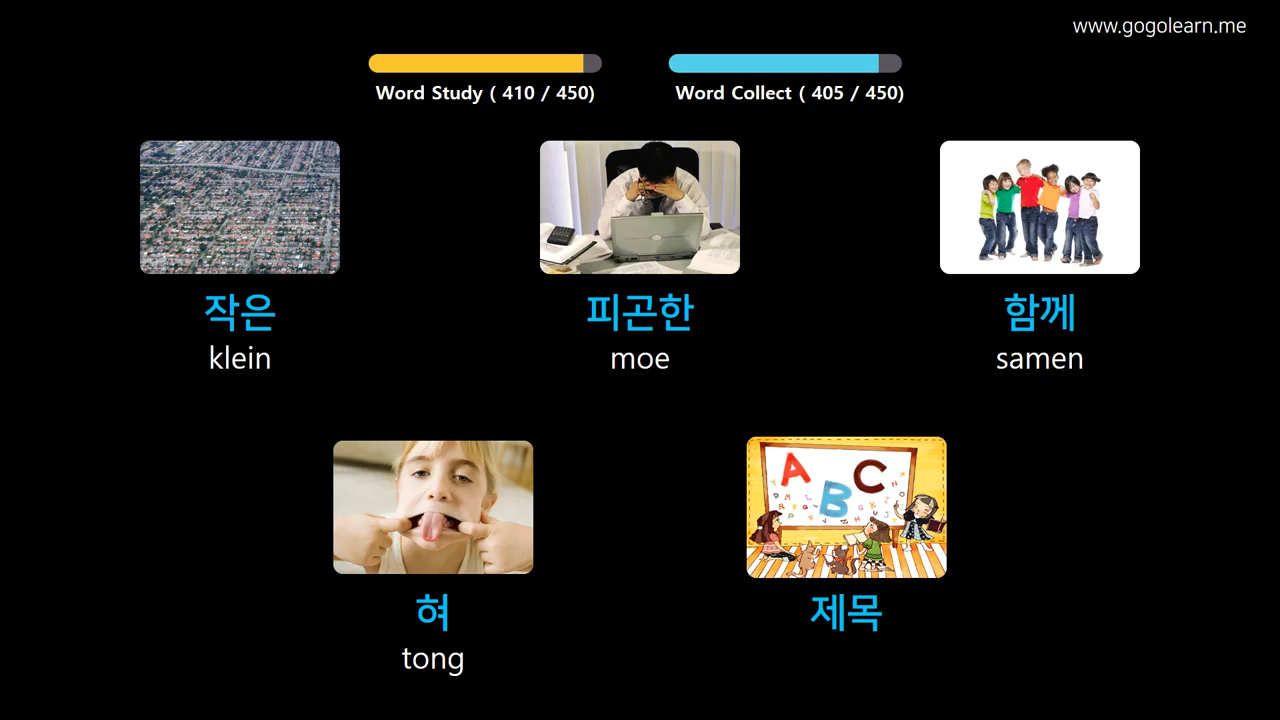 www.gogolearn.me
Word Study ( 410 / 450)
Word Collect ( 405 / 450)
작은
klein
피곤한
moe
함께
samen
혀
tong
A B C
제목